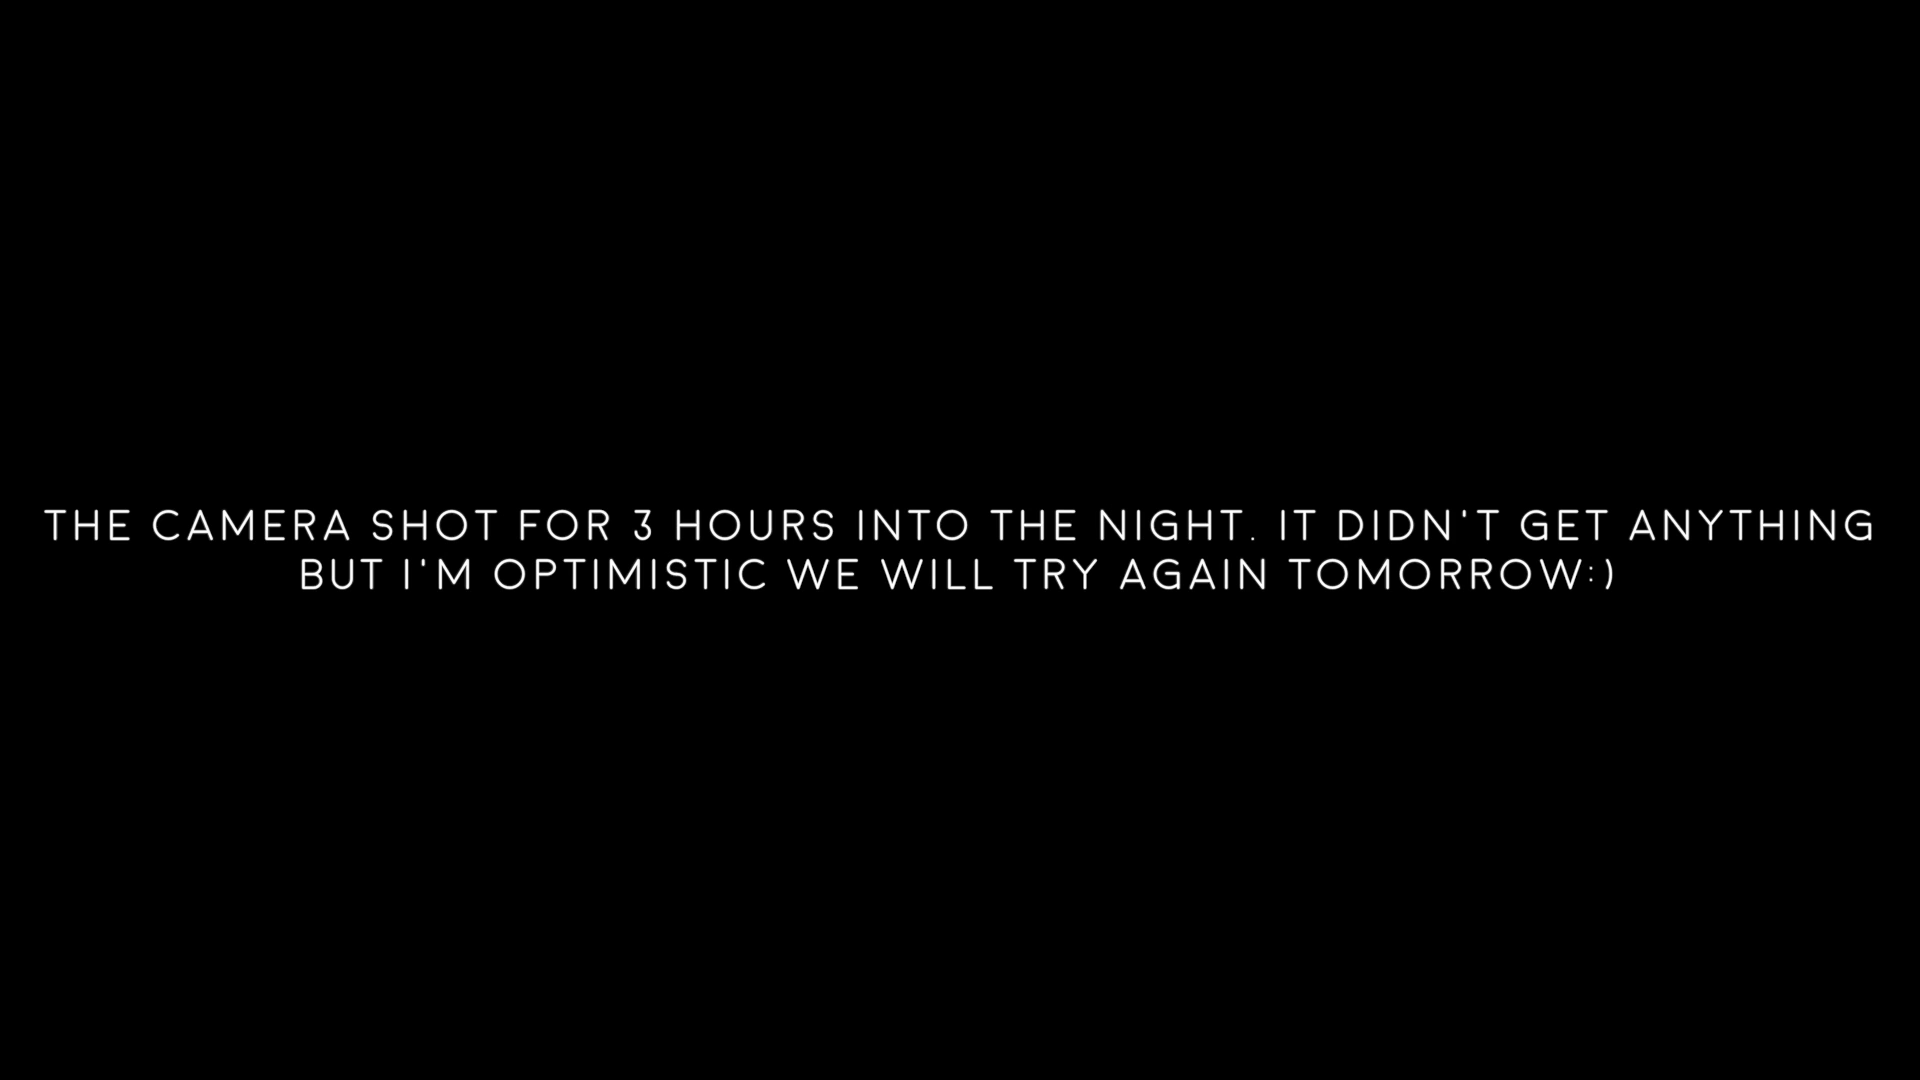 THE CAMERA SHOT FOR 3 HOURS INTO THE NIGHT. IT DIDN'T GET ANYTHING
BUT I'M OPTIMISTIC WE WILL TRY AGAIN TOMORROW:)